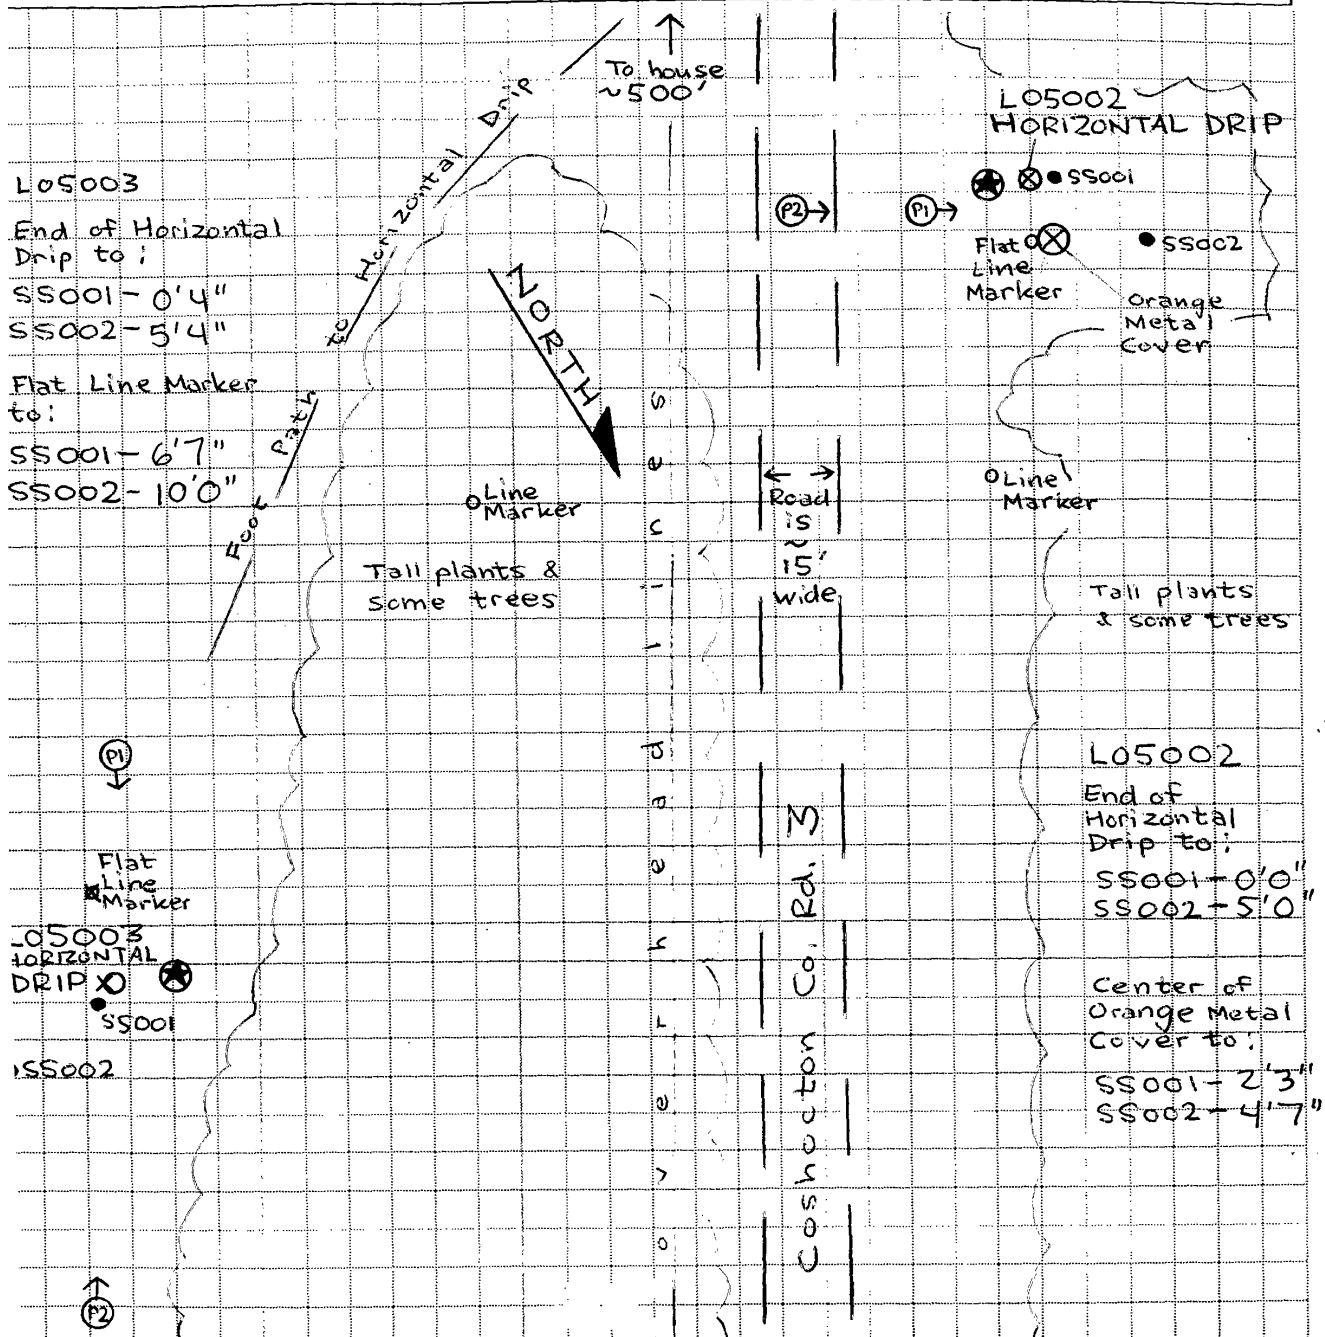 To house
~500'
Foot Path to Horizontal Drip
L05002
HORIZONTAL DRIP
SS001
P2
P1
Flat
Line
Marker
SS002
Orange
Metal
Cover
L05003
End of Horizontal
Drip to:
SS001-0'4"
SS002-5'4"
Flat Line Marker
to:
SS001-6'7"
SS002-10'0"
NORTH
Line
Marker
Tall plants &
some trees
overhead lines
Road
is
~
15'
wide
Coshocton Co. Rd. 3
Line
Marker
Tall plants
& some trees
P1
Flat
Line
Marker
L05003
HORIZONTAL
DRIP
SS001
SS002
P2
L05002
End of
Horizontal
Drip to:
SS001-0'0"
SS002-5'0"
Center of
Orange Metal
Cover to:
SS001-2'3"
SS002-4'7"